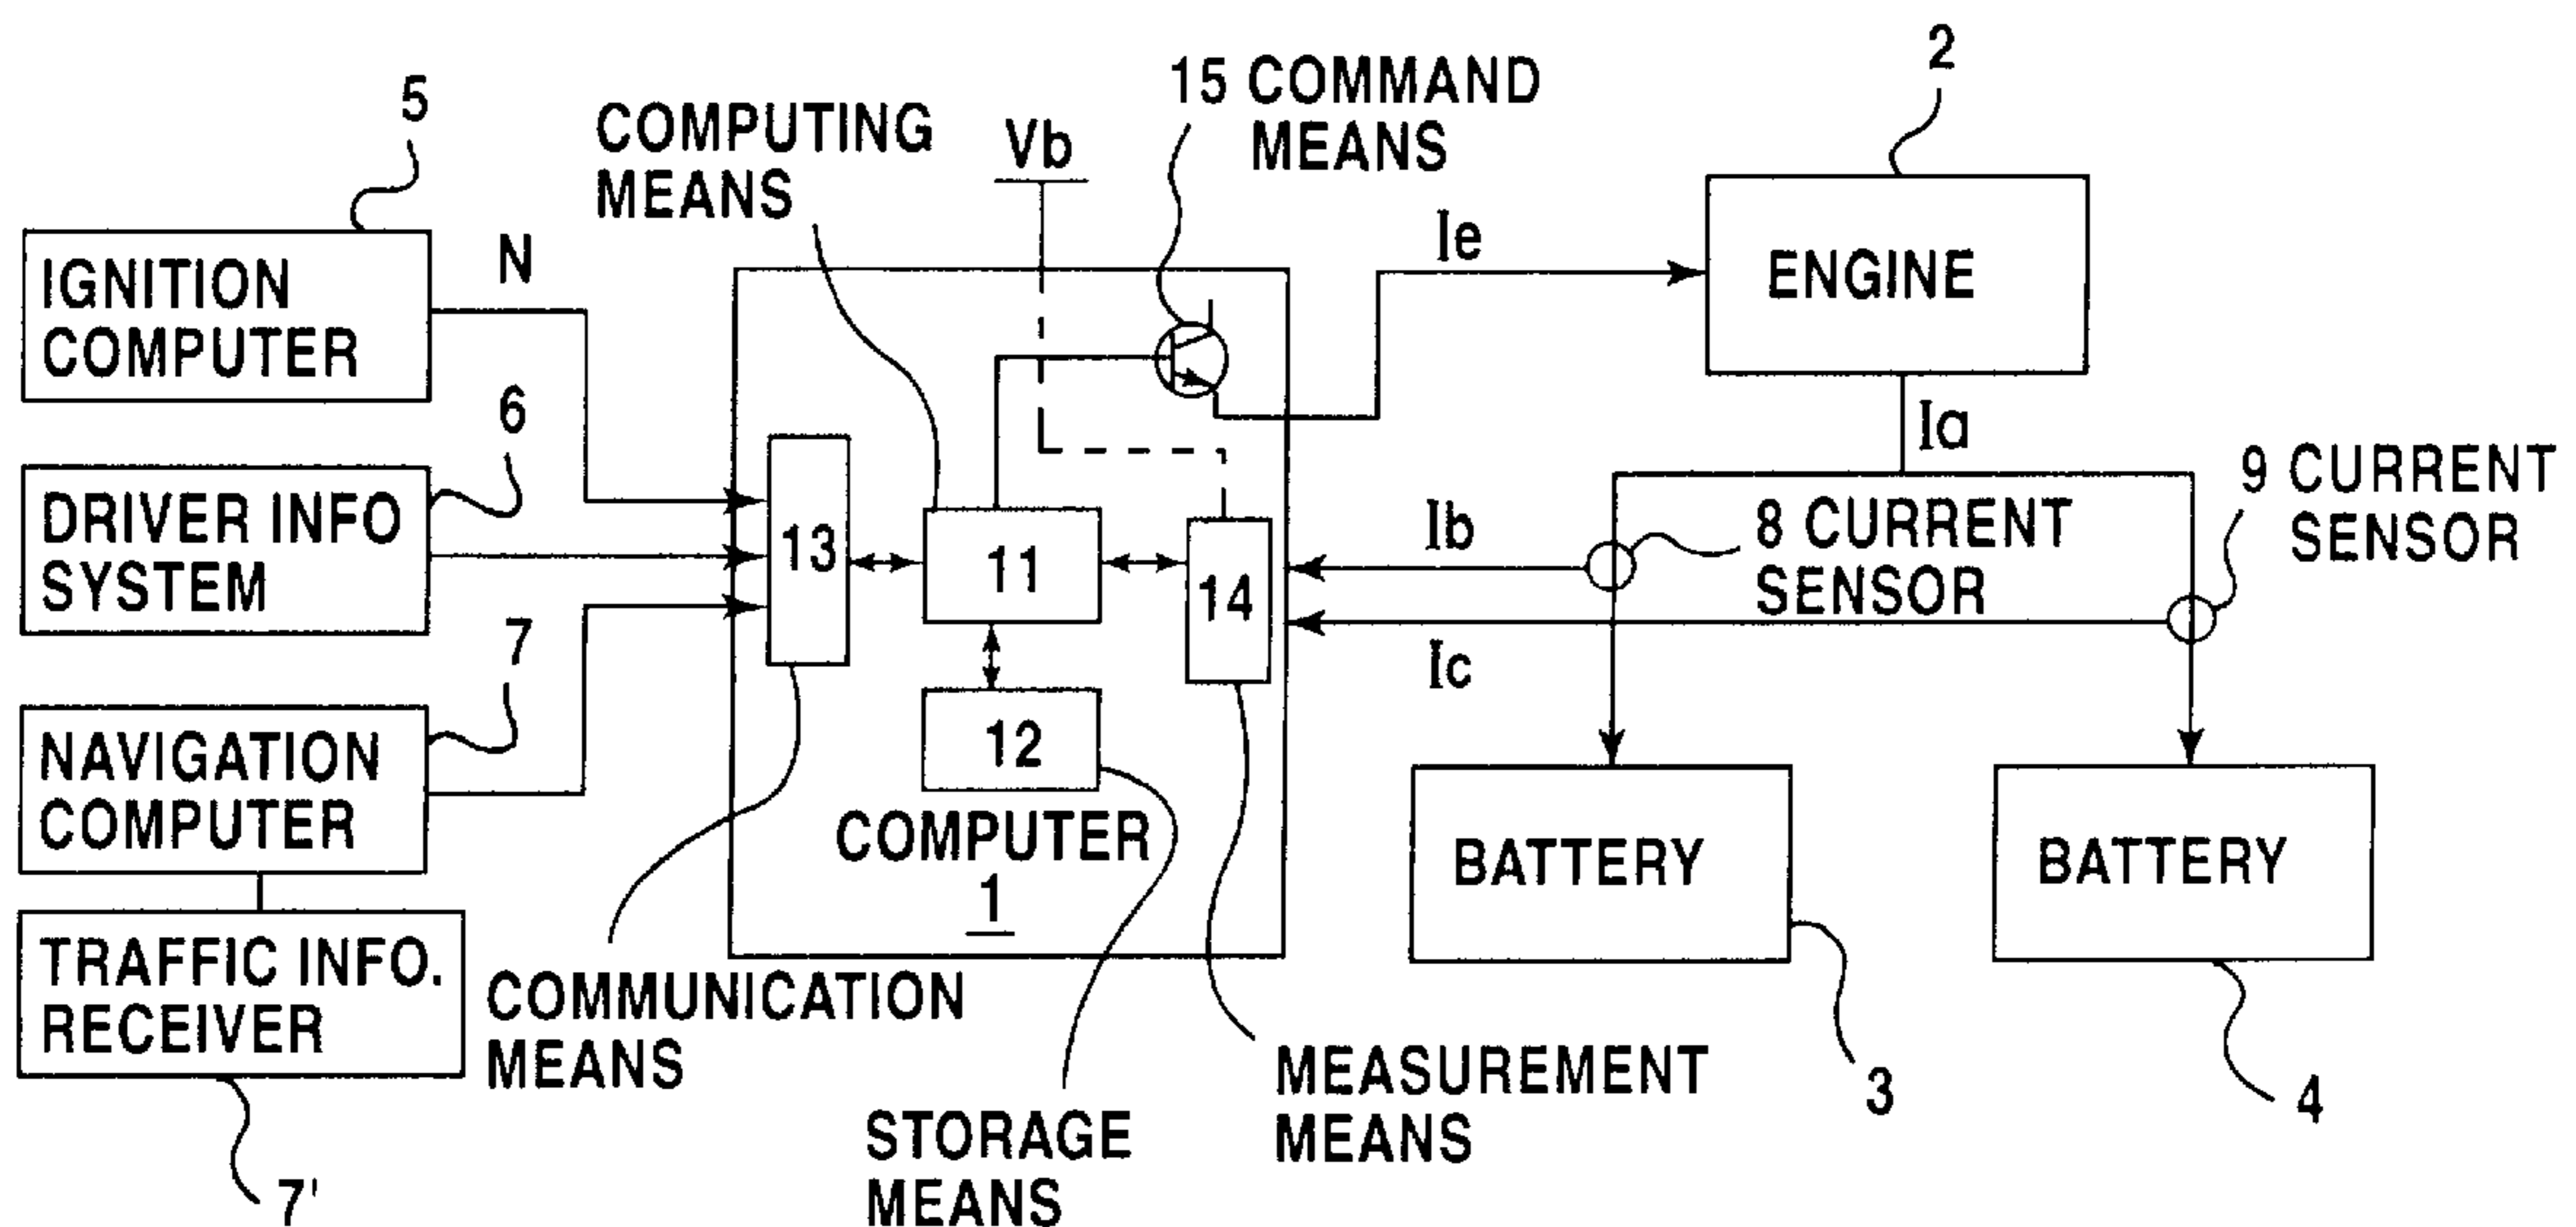 5
IGNITION
COMPUTER
N
6
DRIVER INFO
SYSTEM
7
NAVIGATION
COMPUTER
TRAFFIC INFO.
RECEIVER
7'
COMPUTING
MEANS
Vb
15 COMMAND
MEANS
13
11
14
12
COMPUTER
1
COMMUNICATION
MEANS
STORAGE
MEANS
MEASUREMENT
MEANS
Ie
2
ENGINE
Ia
Ib
8 CURRENT
SENSOR
9 CURRENT
SENSOR
Ic
BATTERY
3
BATTERY
4